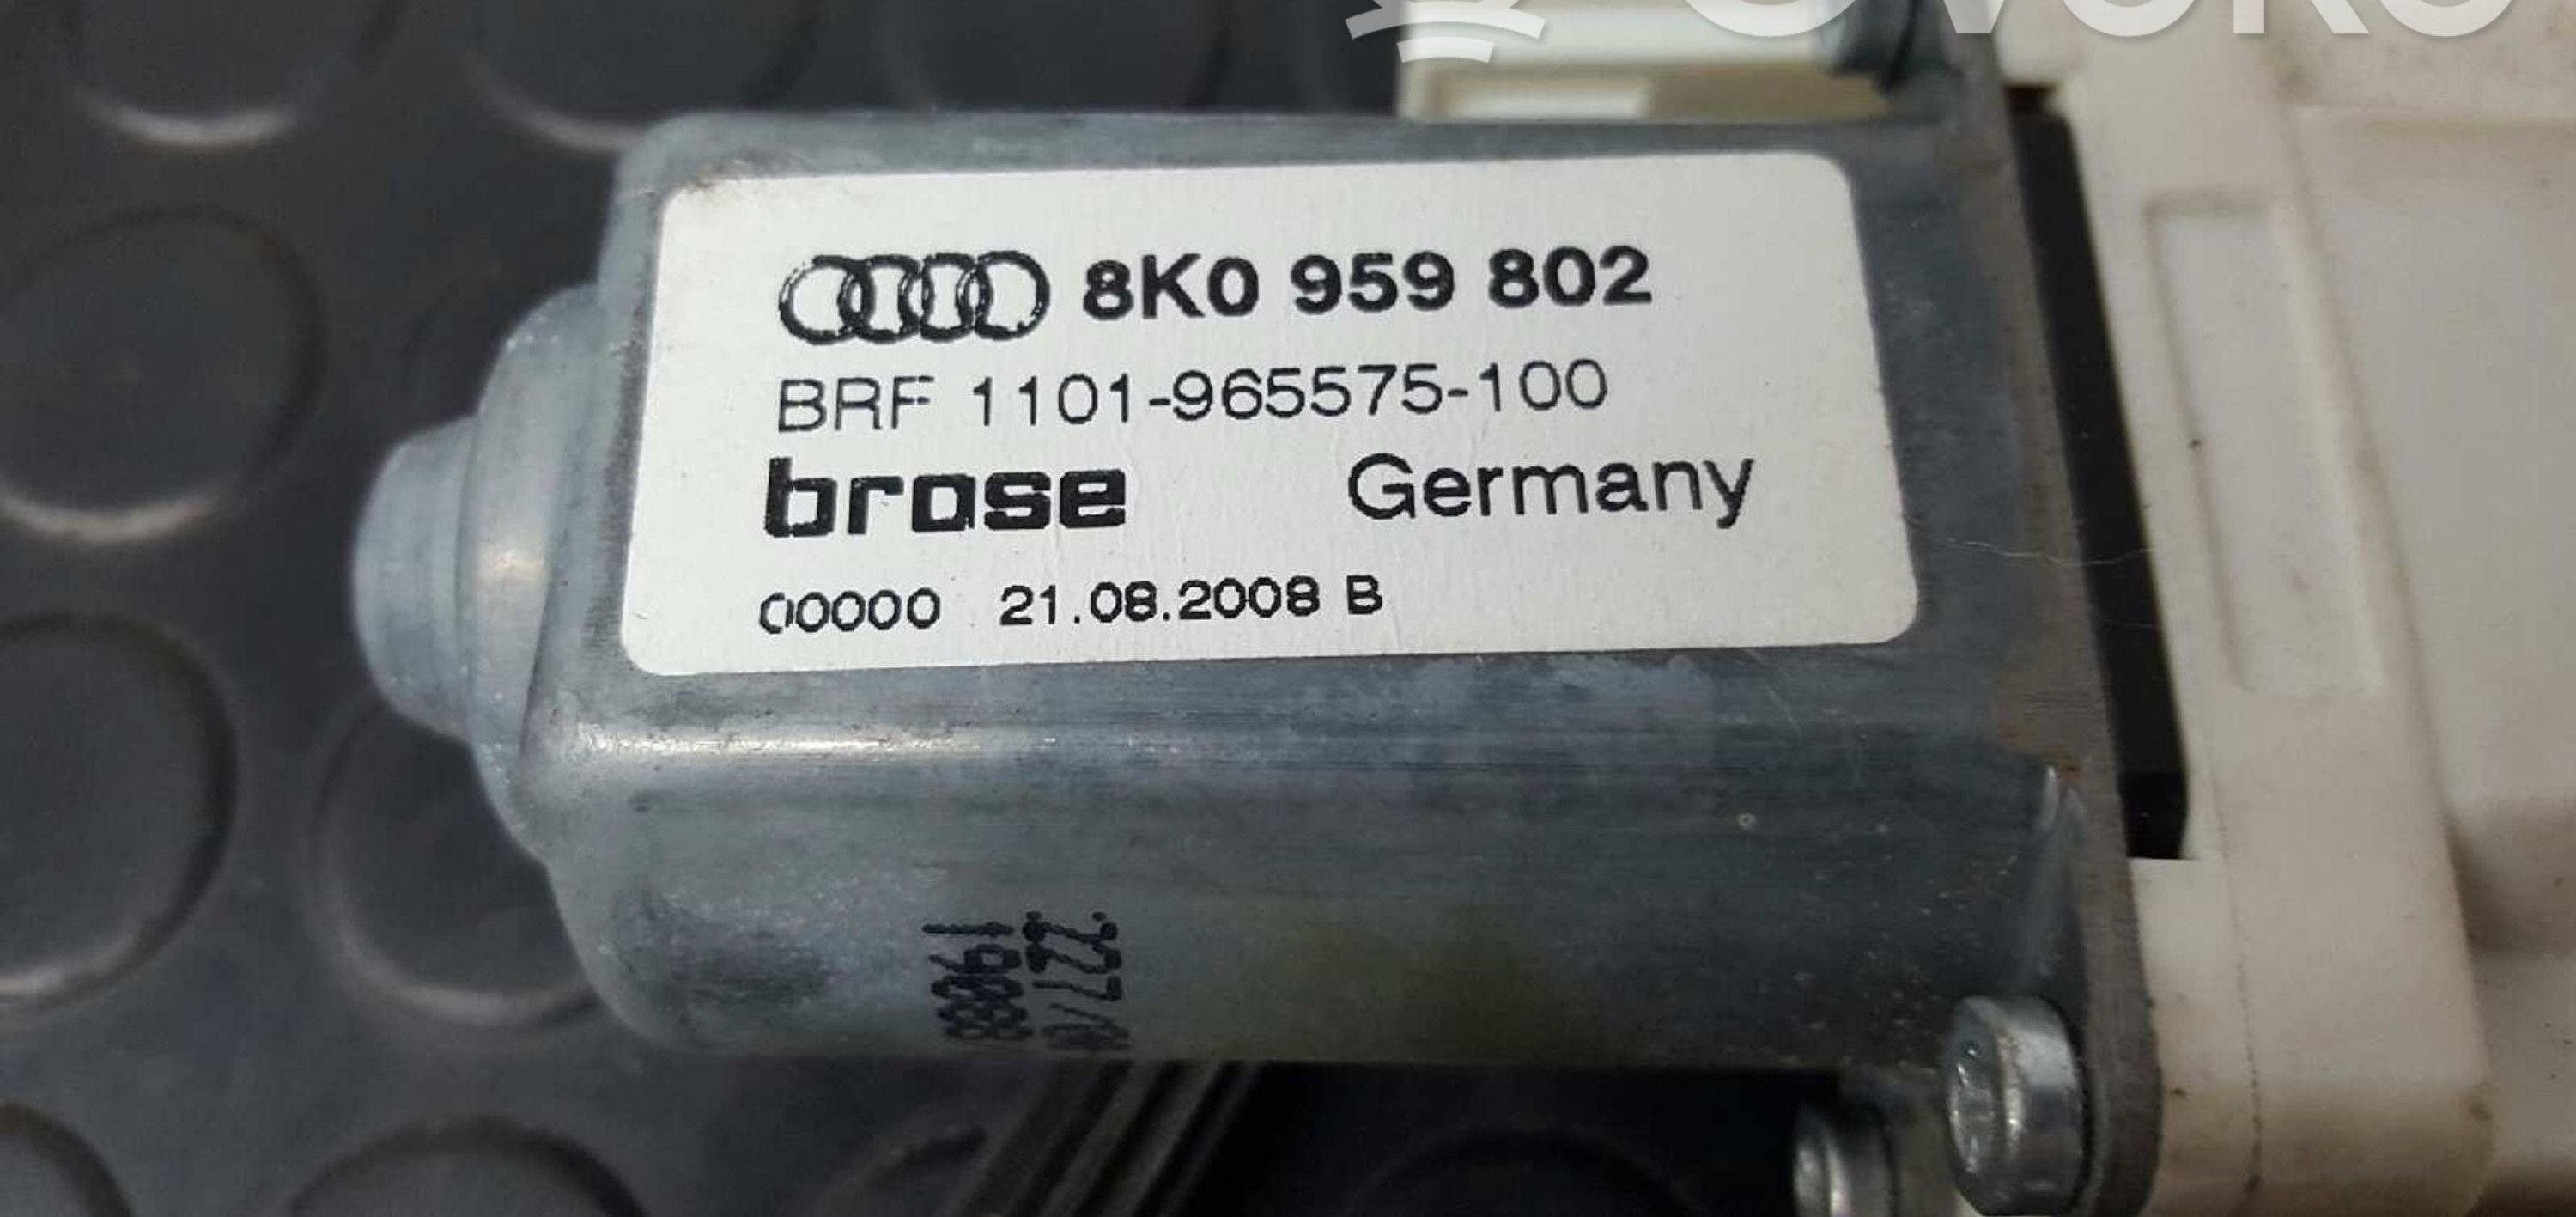 8K0 959 802
BRF 1101-965575-100
brose Germany
00000 21.08.2008 B